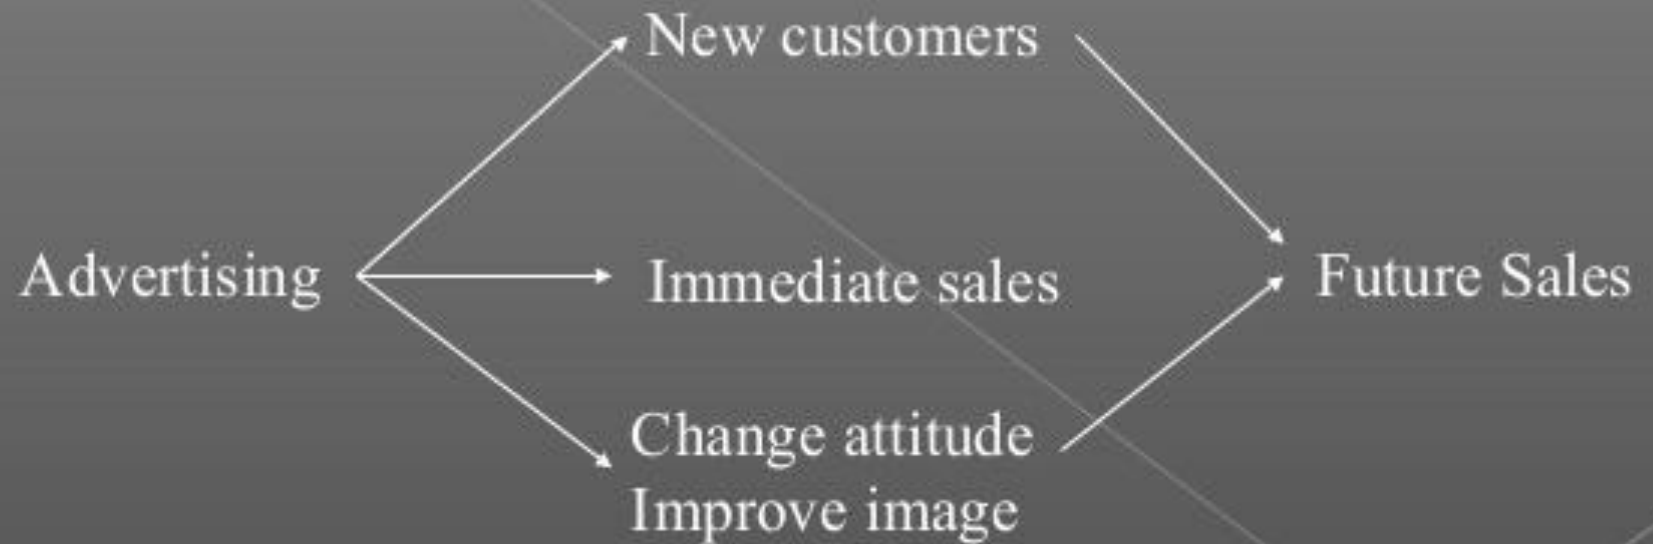 New customers
Advertising
Immediate sales
Future Sales
Change attitude
Improve image